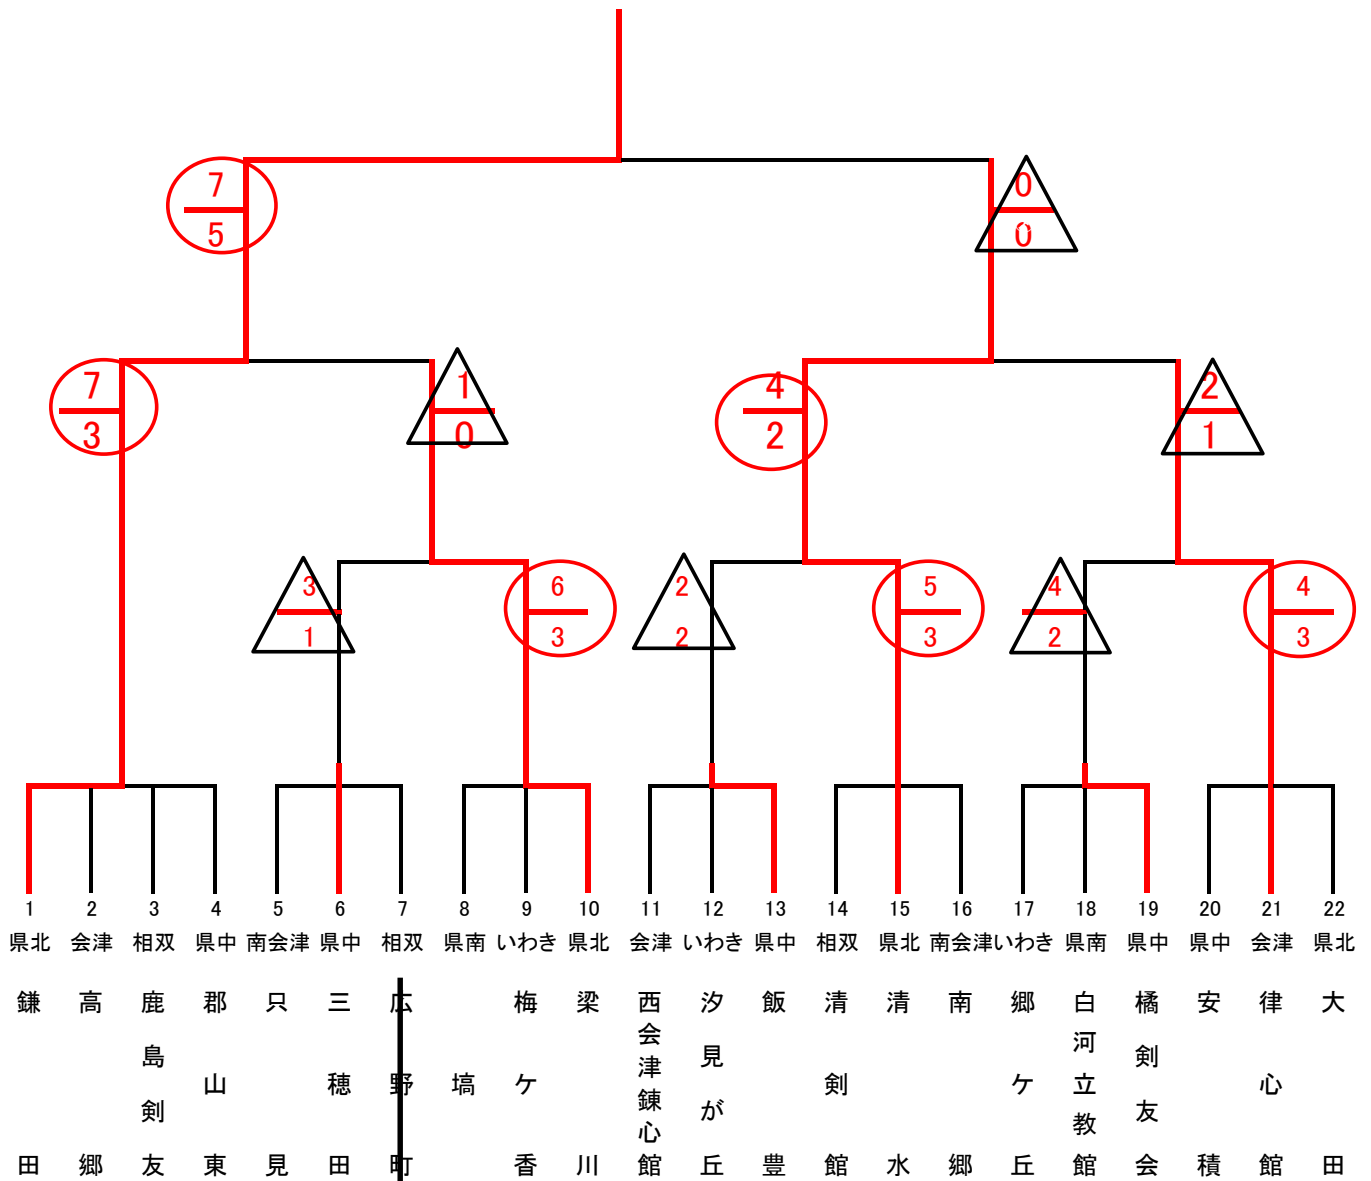 7
5
0
0
7
3
1
0
4
2
2
1
3
1
6
3
2
2
5
3
4
2
4
3
1 2 3 4 5 6 7 8 9 10 11 12 13 14 15 16 17 18 19 20 21 22
県北 会津 相双 県中 南会津 県中 相双 県南 いわき 県北 会津 いわき 県中 相双 県北 南会津 いわき 県南 県中 県中 会津 県北
鎌田
高郷
鹿島剣友
郡山東
只見
三穂田
広野町
塙
梅ケ香
梁川
西会津錬心館
汐見が丘
飯豊
清剣館
清水
南郷
郷ケ丘
白河立教館
橘剣友会
安積
律心館
大田